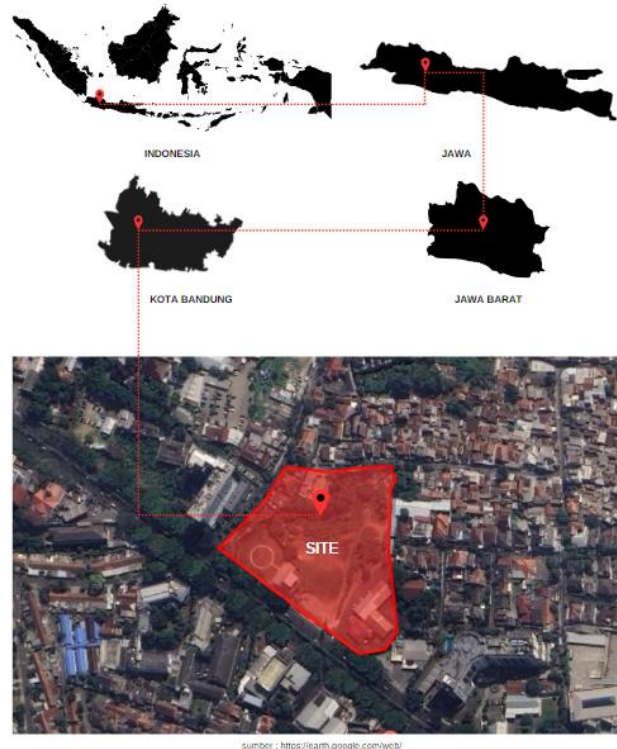 INDONESIA
JAWA
KOTA BANDUNG
JAWA BARAT
SITE
sumber : https://earth.google.com/web/